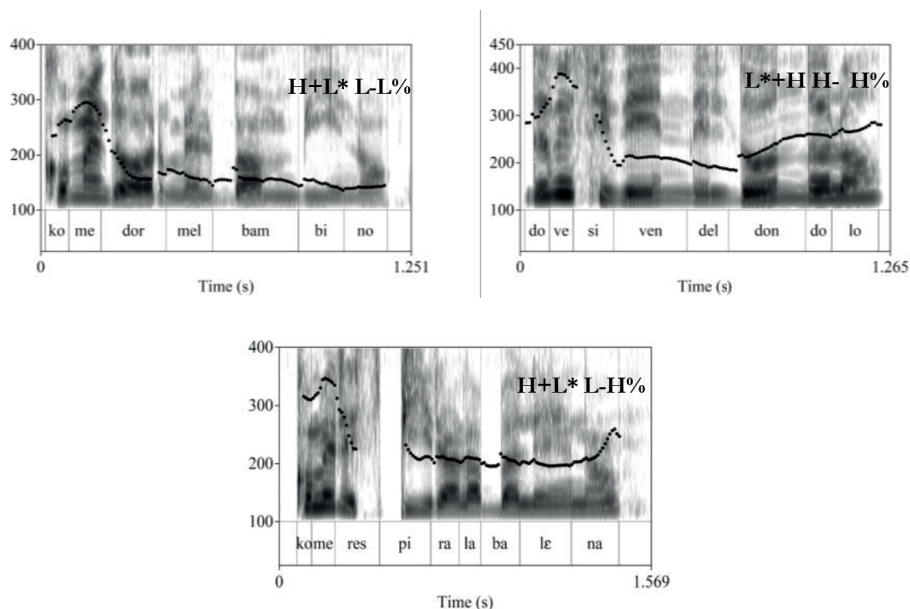 400
300
200
100
H+L* L-L%
ko me dor mel bam bi no
0 1.251
Time (s)
450
400
300
200
100
L*+H H- H%
do ve si ven del don do lo
0 1.265
Time (s)
400
300
200
100
H+L* L-H%
ko me res pi ra la ba lɛ na
0 1.569
Time (s)